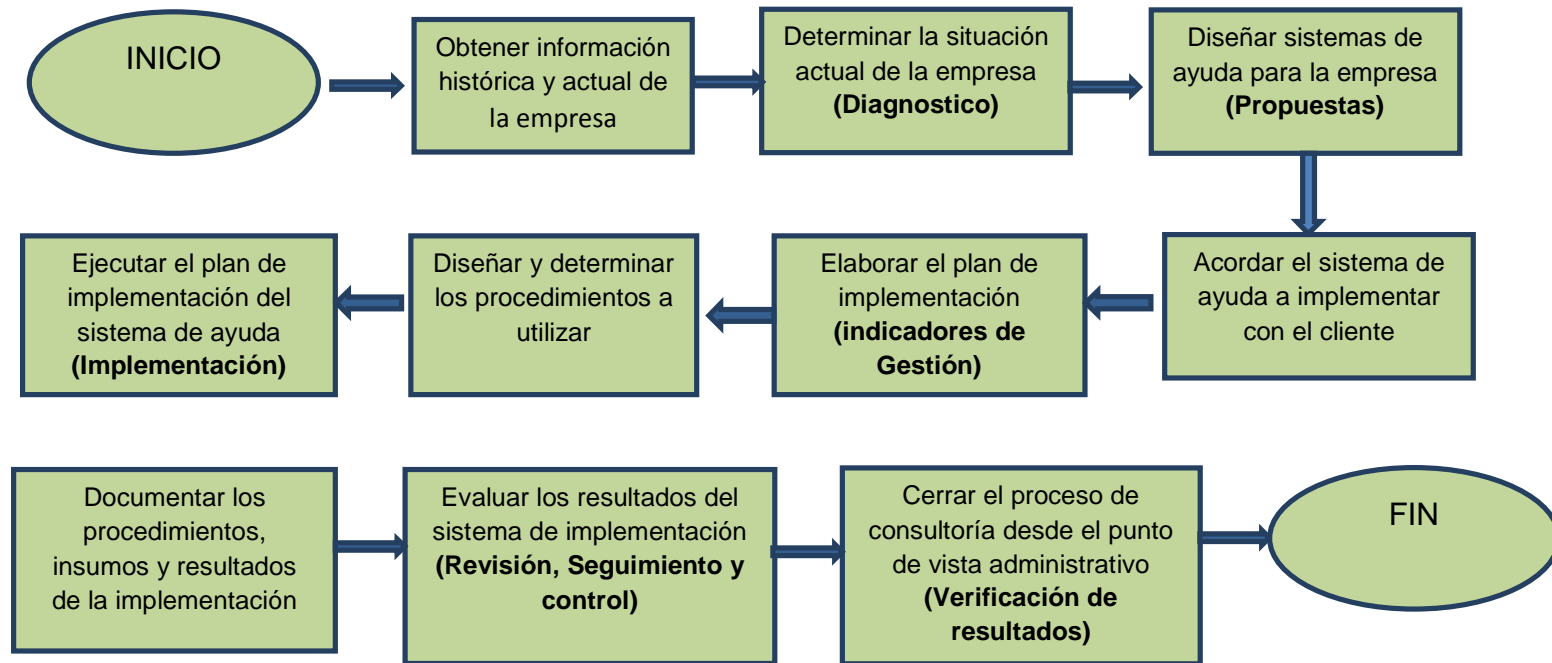 INICIO
Obtener información
histórica y actual de
la empresa
Determinar la situación
actual de la empresa
(Diagnostico)
Diseñar sistemas de
ayuda para la empresa
(Propuestas)
Acordar el sistema de
ayuda a implementar
con el cliente
Elaborar el plan de
implementación
(indicadores de
Gestión)
Diseñar y determinar
los procedimientos a
utilizar
Ejecutar el plan de
implementación del
sistema de ayuda
(Implementación)
Documentar los
procedimientos,
insumos y resultados
de la implementación
Evaluar los resultados del
sistema de implementación
(Revisión, Seguimiento y
control)
Cerrar el proceso de
consultoría desde el punto
de vista administrativo
(Verificación de
resultados)
FIN